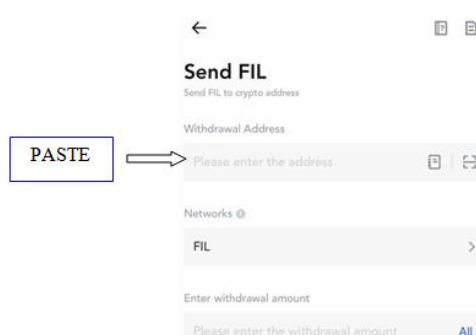 Send FIL
Send FIL to crypto address
Withdrawal Address
PASTE
Please enter the address
Networks
FIL
Enter withdrawal amount
Please enter the withdrawal amount All